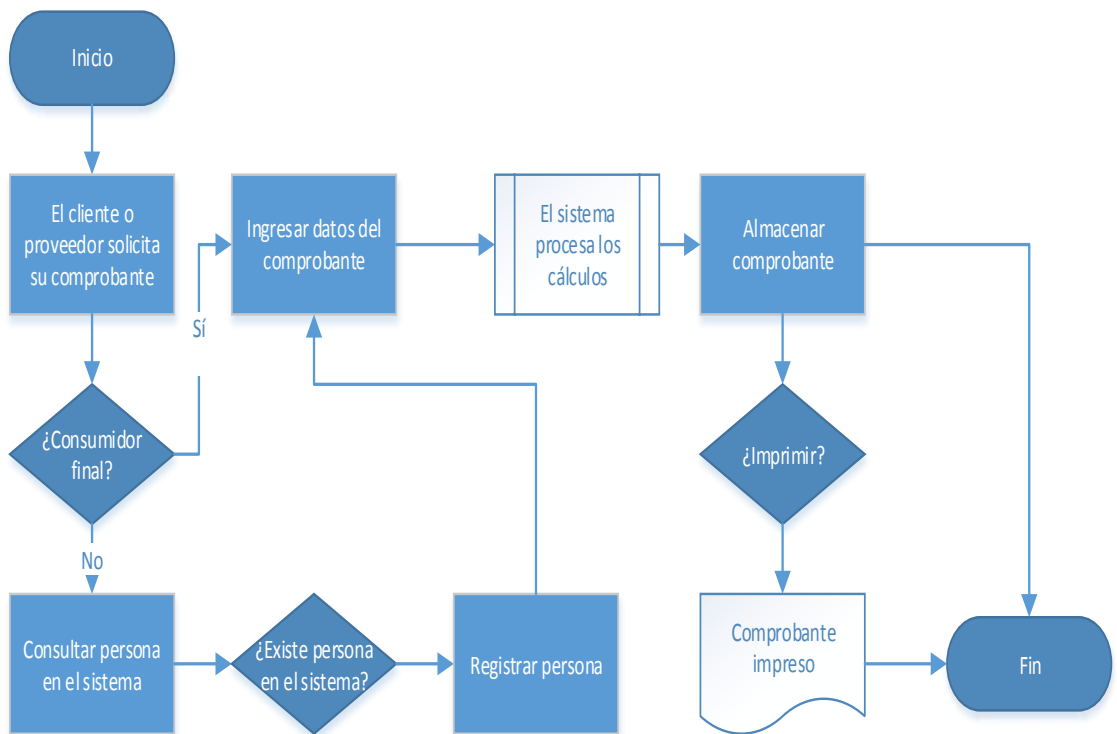 Inicio
El cliente o
proveedor solicita
su comprobante
Ingresar datos del
comprobante
El sistema
procesa los
cálculos
Almacenar
comprobante
Sí
¿Consumidor
final?
¿Imprimir?
No
Consultar persona
en el sistema
¿Existe persona
en el sistema?
Registrar persona
Comprobante
impreso
Fin